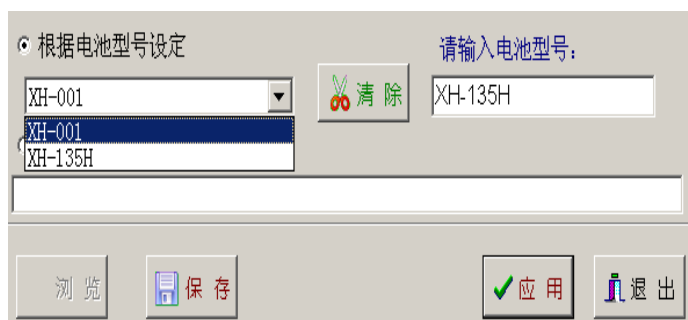 根据电池型号设定
请输入电池型号:
XH-001
清 除
XH-135H
XH-001
XH-135H
浏 览
保 存
应 用
退 出